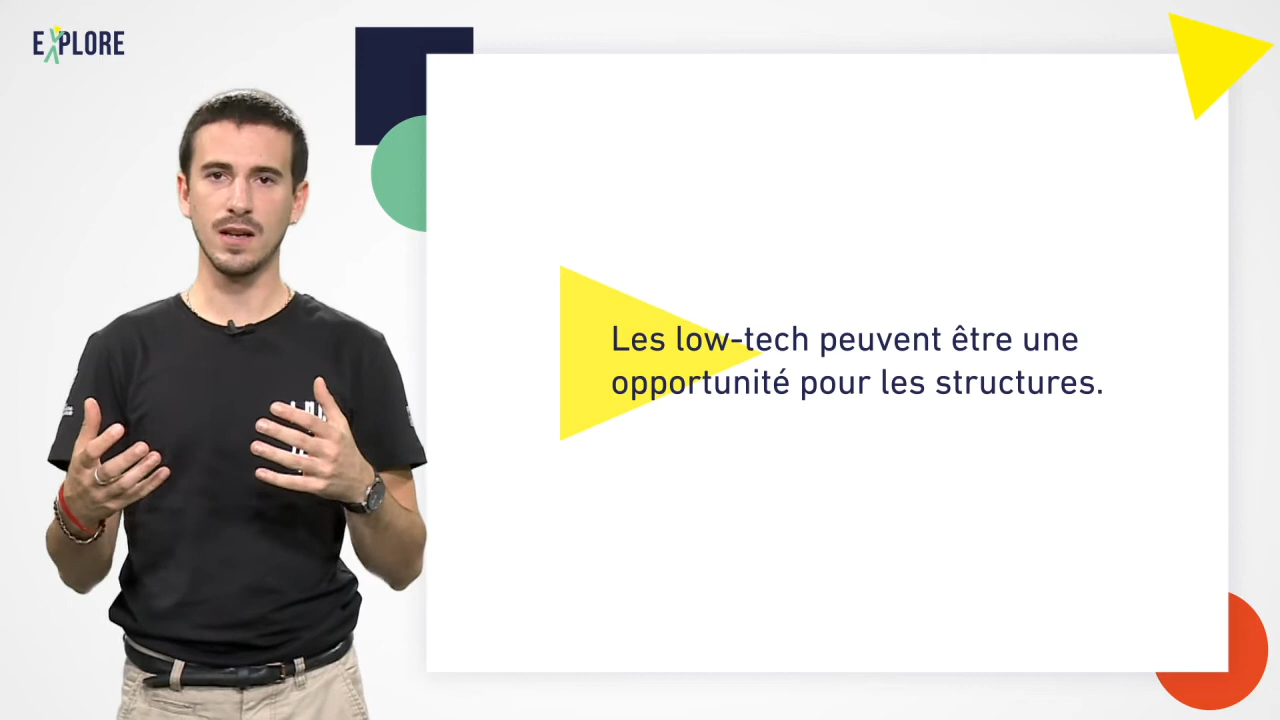 EXPLORE
Les low-tech peuvent être une
opportunité pour les structures.